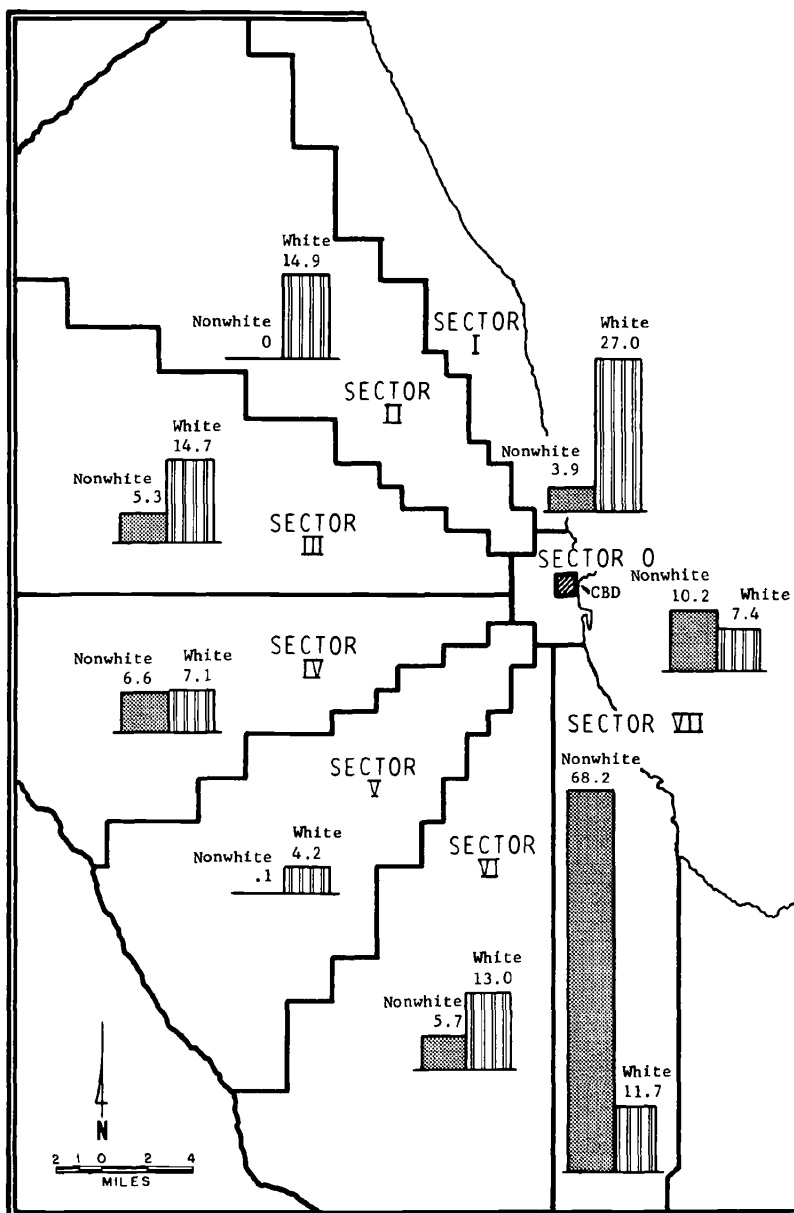 White
14.9
Nonwhite
0
SECTOR
I
White
27.0
SECTOR
II
White
14.7
Nonwhite
5.3
Nonwhite
3.9
SECTOR
III
SECTOR 0
CBD
Nonwhite
10.2
White
7.4
SECTOR
IV
Nonwhite
6.6
White
7.1
SECTOR VII
SECTOR
V
Nonwhite
68.2
White
4.2
Nonwhite
.1
SECTOR
VI
White
13.0
Nonwhite
5.7
White
11.7
N
2 1 0 2 4
MILES